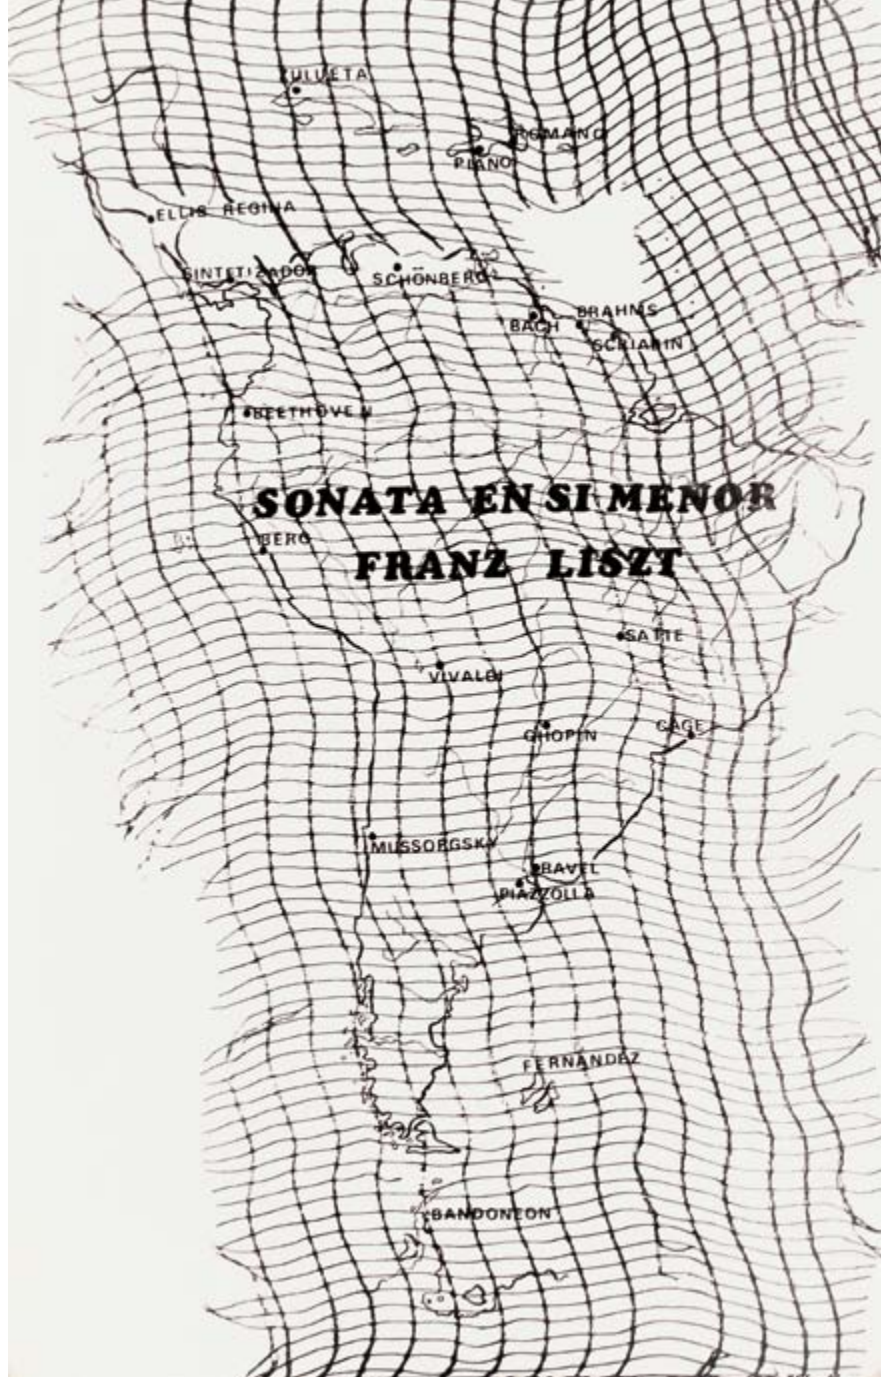 ZULUETA
ROMANO
PIANO
ELLIS REGINA
SINTETIZADOR
SCHÖNBERG
BRAHMS
BACH
SCRIABIN
BEETHOVEN
SONATA EN SI MENOR
BERG
FRANZ LISZT
SATIE
VIVALDI
CAGE
CHOPIN
MUSSORGSKY
RAVEL
PIAZZOLLA
FERNANDEZ
BANDONEON